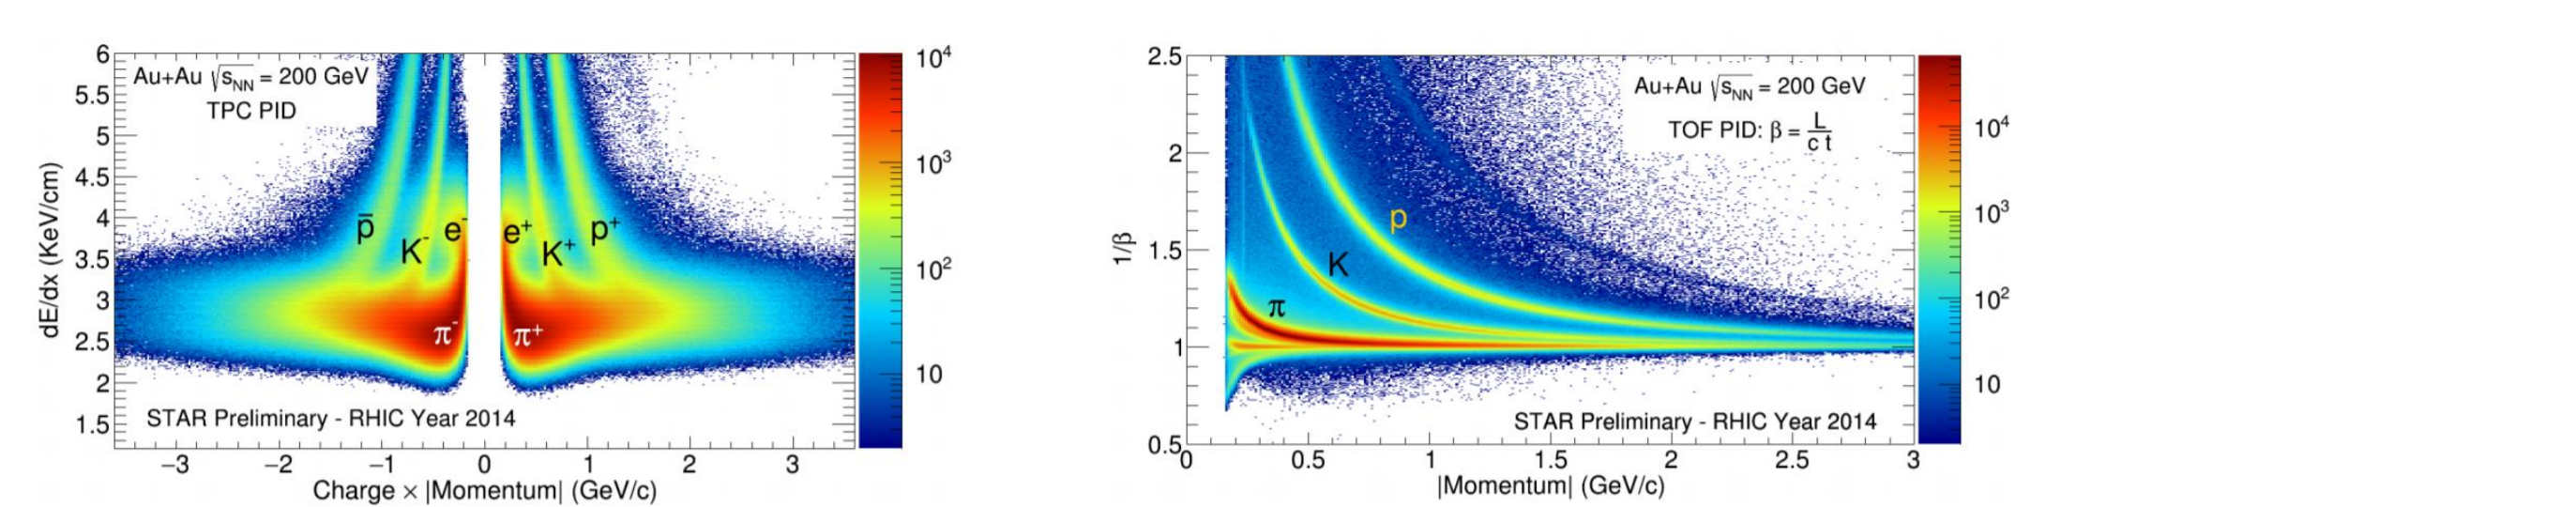 6
5.5
5
4.5
4
3.5
3
2.5
2
1.5
dE/dx (KeV/cm)
Au+Au √sNN = 200 GeV
TPC PID
p̄
K-
e-
e+
K+
p+
π-
π+
STAR Preliminary - RHIC Year 2014
−3 −2 −1 0 1 2 3
Charge × |Momentum| (GeV/c)
10⁴
10³
10²
10
2.5
2
1.5
1
0.5
1/β
Au+Au √sNN = 200 GeV
TOF PID: β = L
c t
p
K
π
STAR Preliminary - RHIC Year 2014
0 0.5 1 1.5 2 2.5 3
|Momentum| (GeV/c)
10⁴
10³
10²
10